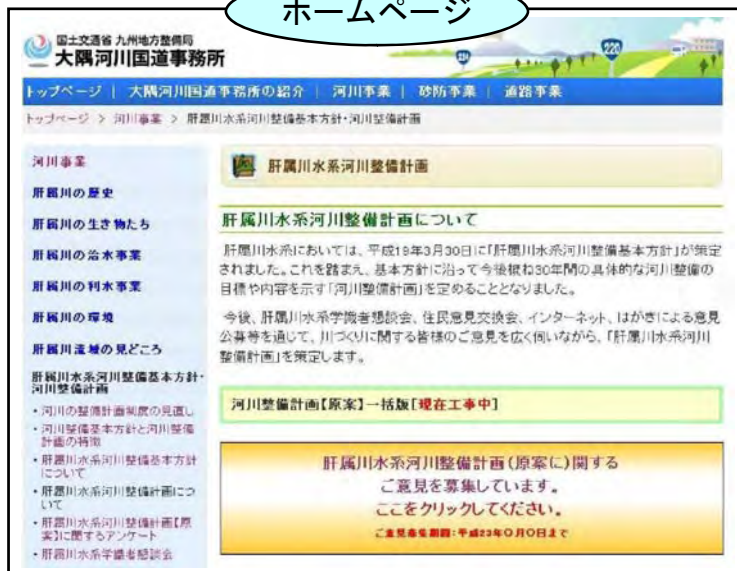 ホームページ
国土交通省 九州地方整備局
大隅河川国道事務所
220
トップページ | 大隅河川国道事務所の紹介 | 河川事業 | 砂防事業 | 道路事業
トップページ > 河川事業 > 肝属川水系河川整備基本方針・河川整備計画
河川事業
肝属川の歴史
肝属川の生き物たち
肝属川の治水事業
肝属川の利水事業
肝属川の環境
肝属川流域の見どころ
肝属川水系河川整備基本方針・
河川整備計画
・河川の整備計画制度の見直し
・河川整備基本方針と河川整備
計画の特徴
・肝属川水系河川整備基本方針
について
・肝属川水系河川整備計画につ
いて
・肝属川水系河川整備計画【原
案】に関するアンケート
・肝属川水系学識者懇談会
肝属川水系河川整備計画
肝属川水系河川整備計画について
肝属川水系においては、平成19年3月30日に「肝属川水系河川整備基本方針」が策定
されました。これを踏まえ、基本方針に沿って今後概ね30年間の具体的な河川整備の
目標や内容を示す「河川整備計画」を定めることとなりました。
今後、肝属川水系学識者懇談会、住民意見交換会、インターネット、はがきによる意見
公募等を通じて、川づくりに関する皆様のご意見を広く伺いながら、「肝属川水系河川
整備計画」を策定します。
河川整備計画【原案】一括版[現在工事中]
肝属川水系河川整備計画(原案に)関する
ご意見を募集しています。
ここをクリックしてください。
ご意見募集期間：平成23年○月○日まで